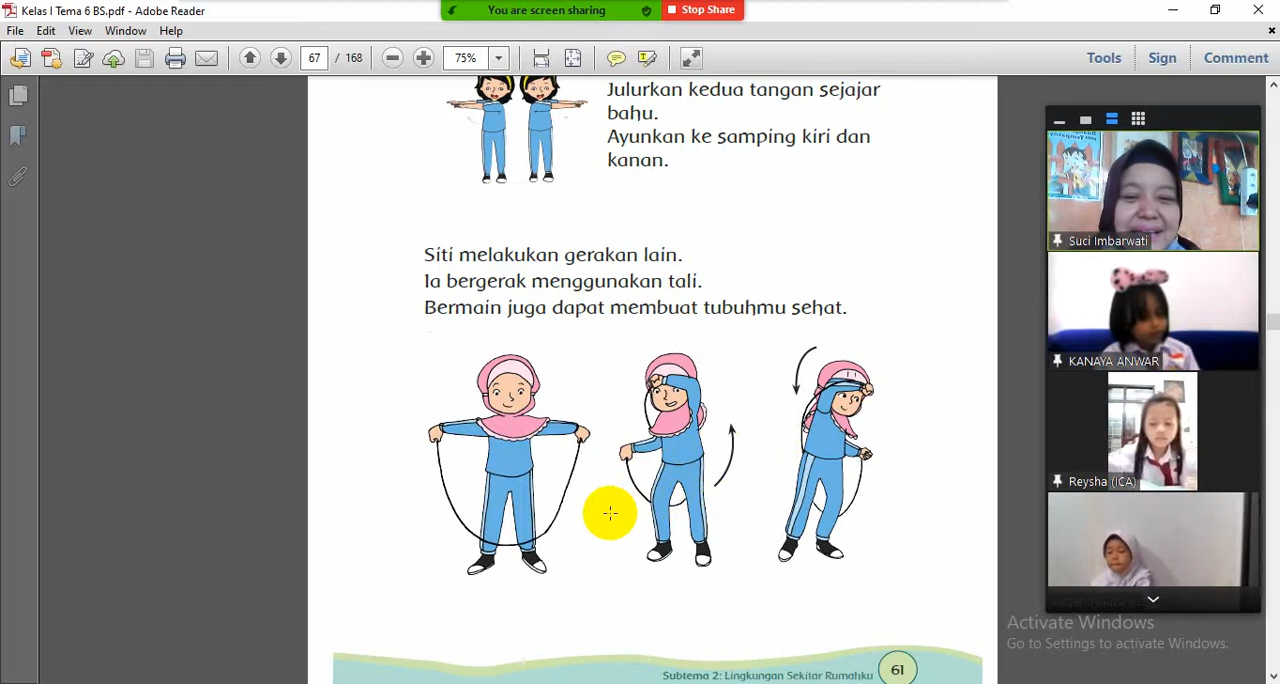 Kelas I Tema 6 BS.pdf - Adobe Reader
You are screen sharing
Stop Share
File Edit View Window Help
67 / 168
75%
Tools Sign Comment
Julurkan kedua tangan sejajar
bahu.
Ayunkan ke samping kiri dan
kanan.
Siti melakukan gerakan lain.
Ia bergerak menggunakan tali.
Bermain juga dapat membuat tubuhmu sehat.
Subtema 2: Lingkungan Sekitar Rumahku
61
Suci Imbarwati
KANAYA ANWAR
Reysha (ICA)
Activate Windows
Go to Settings to activate Windows.